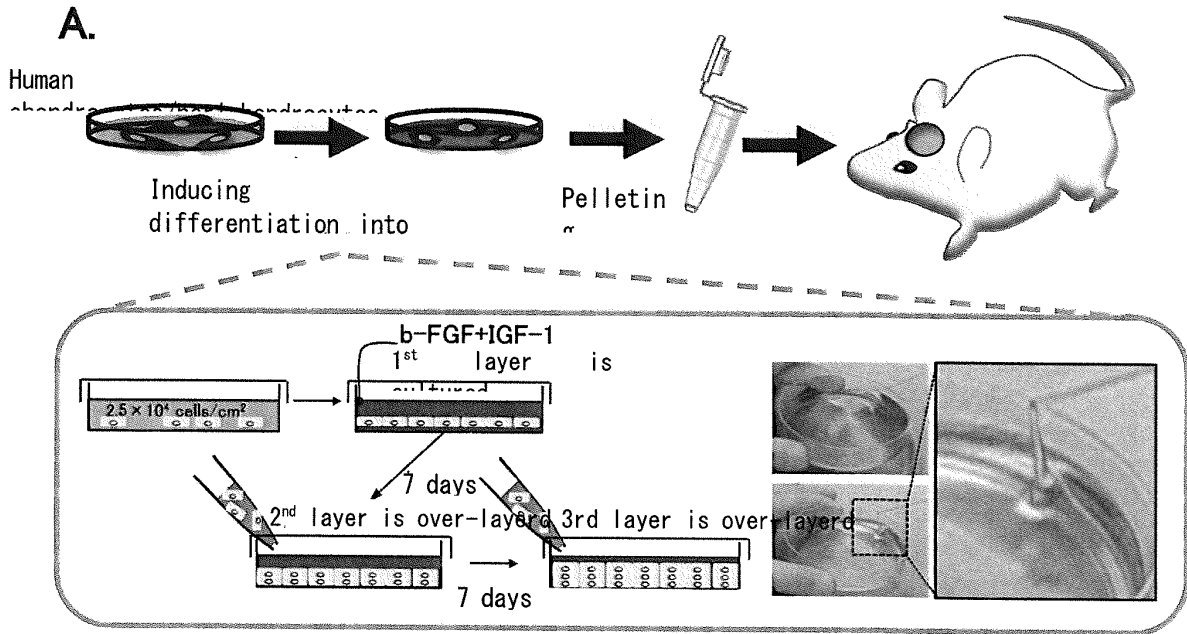 A.
Human
Inducing
differentiation into
Pelletin
b-FGF+IGF-1
1st layer is
2.5 × 10⁴ cells/cm²
7 days
2nd layer is over-layerd
3rd layer is over-layerd
7 days